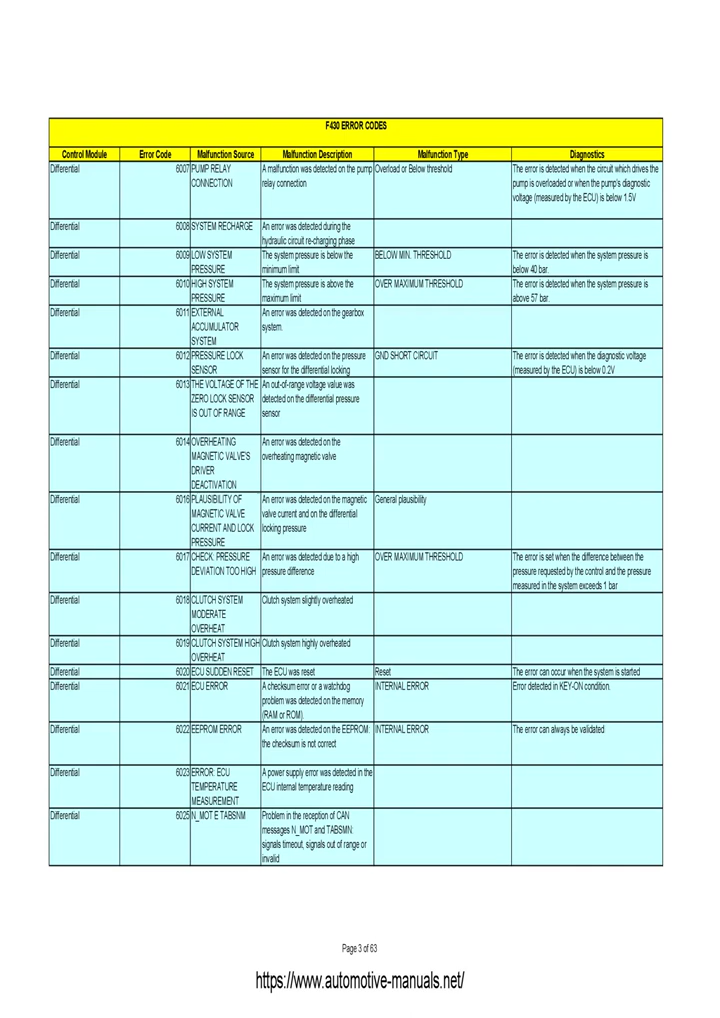 F430 ERROR CODES
Control Module Error Code Malfunction Source Malfunction Description Malfunction Type Diagnostics
Differential 6007 PUMP RELAY A malfunction was detected on the pump Overload or Below threshold The error is detected when the circuit which drives the
CONNECTION relay connection pump is overloaded or when the pump's diagnostic
voltage (measured by the ECU) is below 1.5V
Differential 6008 SYSTEM RECHARGE An error was detected during the
hydraulic circuit re-charging phase
Differential 6009 LOW SYSTEM The system pressure is below the BELOW MIN. THRESHOLD The error is detected when the system pressure is
PRESSURE minimum limit below 40 bar.
Differential 6010 HIGH SYSTEM The system pressure is above the OVER MAXIMUM THRESHOLD The error is detected when the system pressure is
PRESSURE maximum limit above 57 bar.
Differential 6011 EXTERNAL An error was detected on the gearbox
ACCUMULATOR system.
SYSTEM
Differential 6012 PRESSURE LOCK An error was detected on the pressure GND SHORT CIRCUIT The error is detected when the diagnostic voltage
SENSOR sensor for the differential locking (measured by the ECU) is below 0.2V
Differential 6013 THE VOLTAGE OF THE An out-of-range voltage value was
ZERO LOCK SENSOR detected on the differential pressure
IS OUT OF RANGE sensor
Differential 6014 OVERHEATING An error was detected on the
MAGNETIC VALVE'S overheating magnetic valve
DRIVER
DEACTIVATION
Differential 6016 PLAUSIBILITY OF An error was detected on the magnetic General plausibility
MAGNETIC VALVE valve current and on the differential
CURRENT AND LOCK locking pressure
PRESSURE
Differential 6017 CHECK: PRESSURE An error was detected due to a high OVER MAXIMUM THRESHOLD The error is set when the difference between the
DEVIATION TOO HIGH pressure difference pressure requested by the control and the pressure
measured in the system exceeds 1 bar
Differential 6018 CLUTCH SYSTEM Clutch system slightly overheated
MODERATE
OVERHEAT
Differential 6019 CLUTCH SYSTEM HIGH Clutch system highly overheated
OVERHEAT
Differential 6020 ECU SUDDEN RESET The ECU was reset Reset The error can occur when the system is started
Differential 6021 ECU ERROR A checksum error or a watchdog INTERNAL ERROR Error detected in KEY-ON condition.
problem was detected on the memory
(RAM or ROM).
Differential 6022 EEPROM ERROR An error was detected on the EEPROM: INTERNAL ERROR The error can always be validated
the checksum is not correct
Differential 6023 ERROR: ECU A power supply error was detected in the
TEMPERATURE ECU internal temperature reading
MEASUREMENT
Differential 6025 N_MOT E TABSNM Problem in the reception of CAN
messages N_MOT and TABSMN:
signals timeout, signals out of range or
invalid
Page 3 of 63
https://www.automotive-manuals.net/